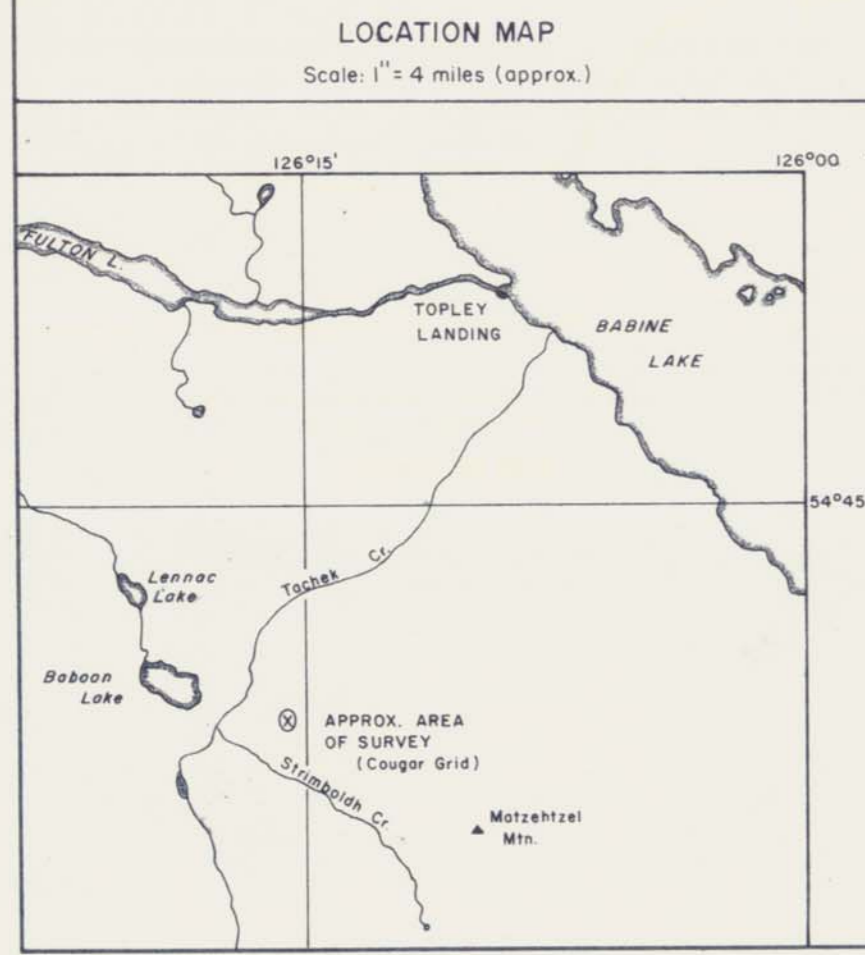 LOCATION MAP
Scale: 1" = 4 miles (approx.)
126°15'
126°00
FULTON L.
TOPLEY
LANDING
BABINE
LAKE
54°45
Tachek Cr.
Lennac
Lake
Baboon
Lake
APPROX. AREA
OF SURVEY
(Cougar Grid)
Strimboldh Cr
Matzehtzel
Mtn.